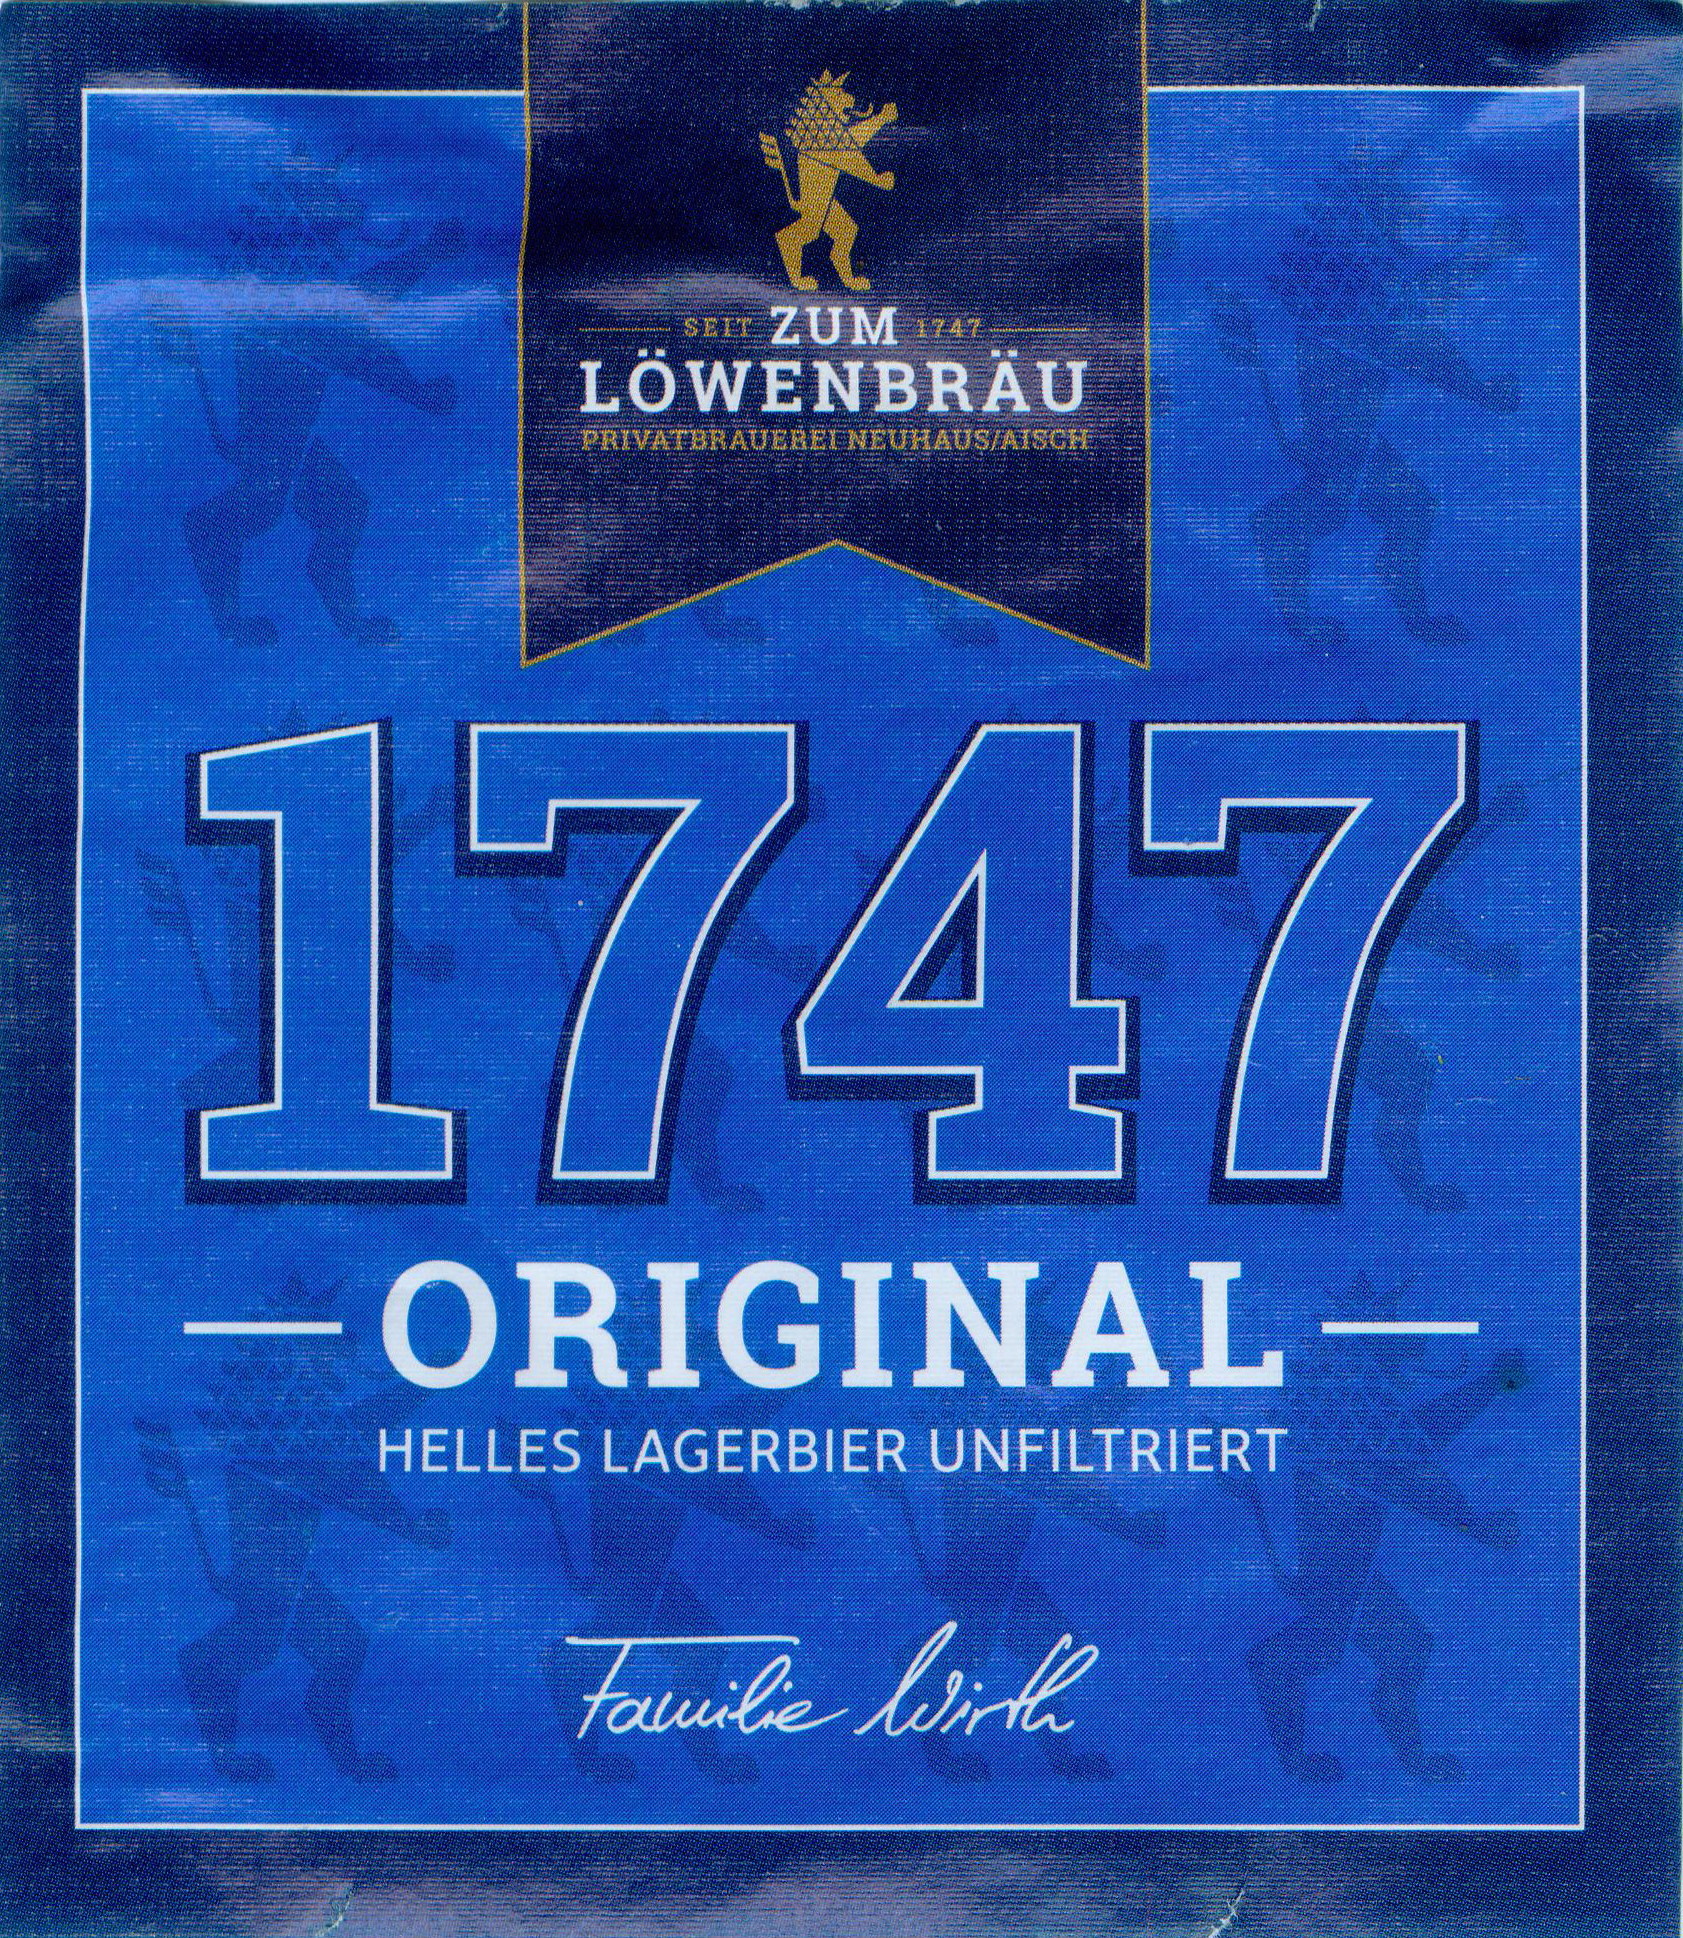 SEIT ZUM 1747
LÖWENBRÄU
PRIVATBRAUEREI NEUHAUS/AISCH
1747
ORIGINAL
HELLES LAGERBIER UNFILTRIERT
Familie Wirth